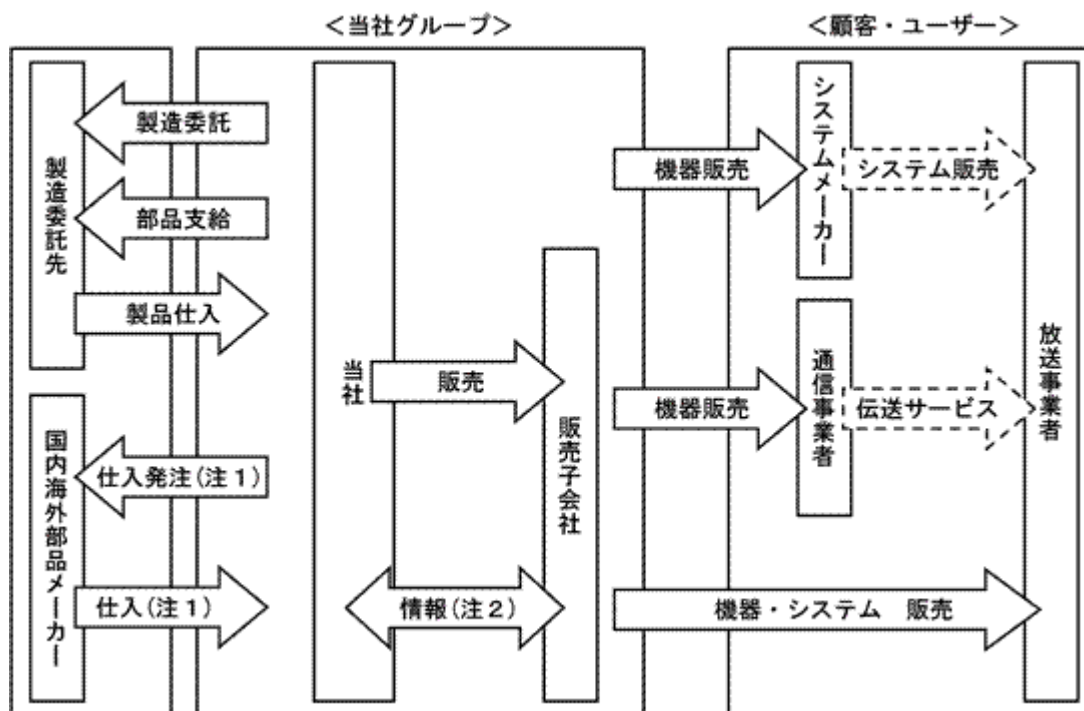 ＜当社グループ＞
＜顧客・ユーザー＞
製造委託先
製造委託
部品支給
製品仕入
国内海外部品メーカー
仕入発注(注１)
仕入(注１)
当社
販売
情報(注２)
販売子会社
機器販売
システムメーカー
システム販売
機器販売
通信事業者
伝送サービス
機器・システム　販売
放送事業者